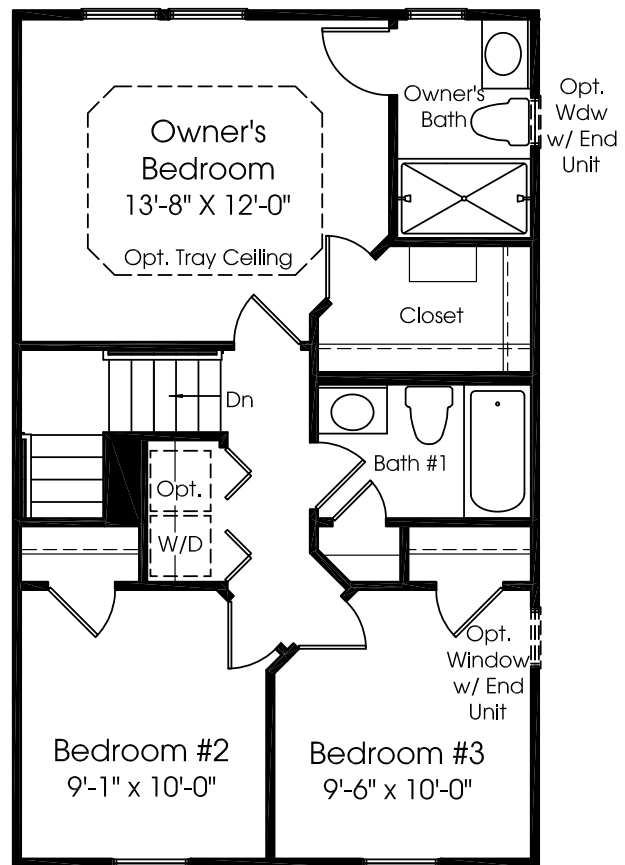 Owner's
Bedroom
13'-8" X 12'-0"
Opt. Tray Ceiling
Owner's
Bath
Opt.
Wdw
w/ End
Unit
Closet
Dn
Bath #1
Opt.
W/D
Opt.
Window
w/ End
Unit
Bedroom #2
9'-1" x 10'-0"
Bedroom #3
9'-6" x 10'-0"